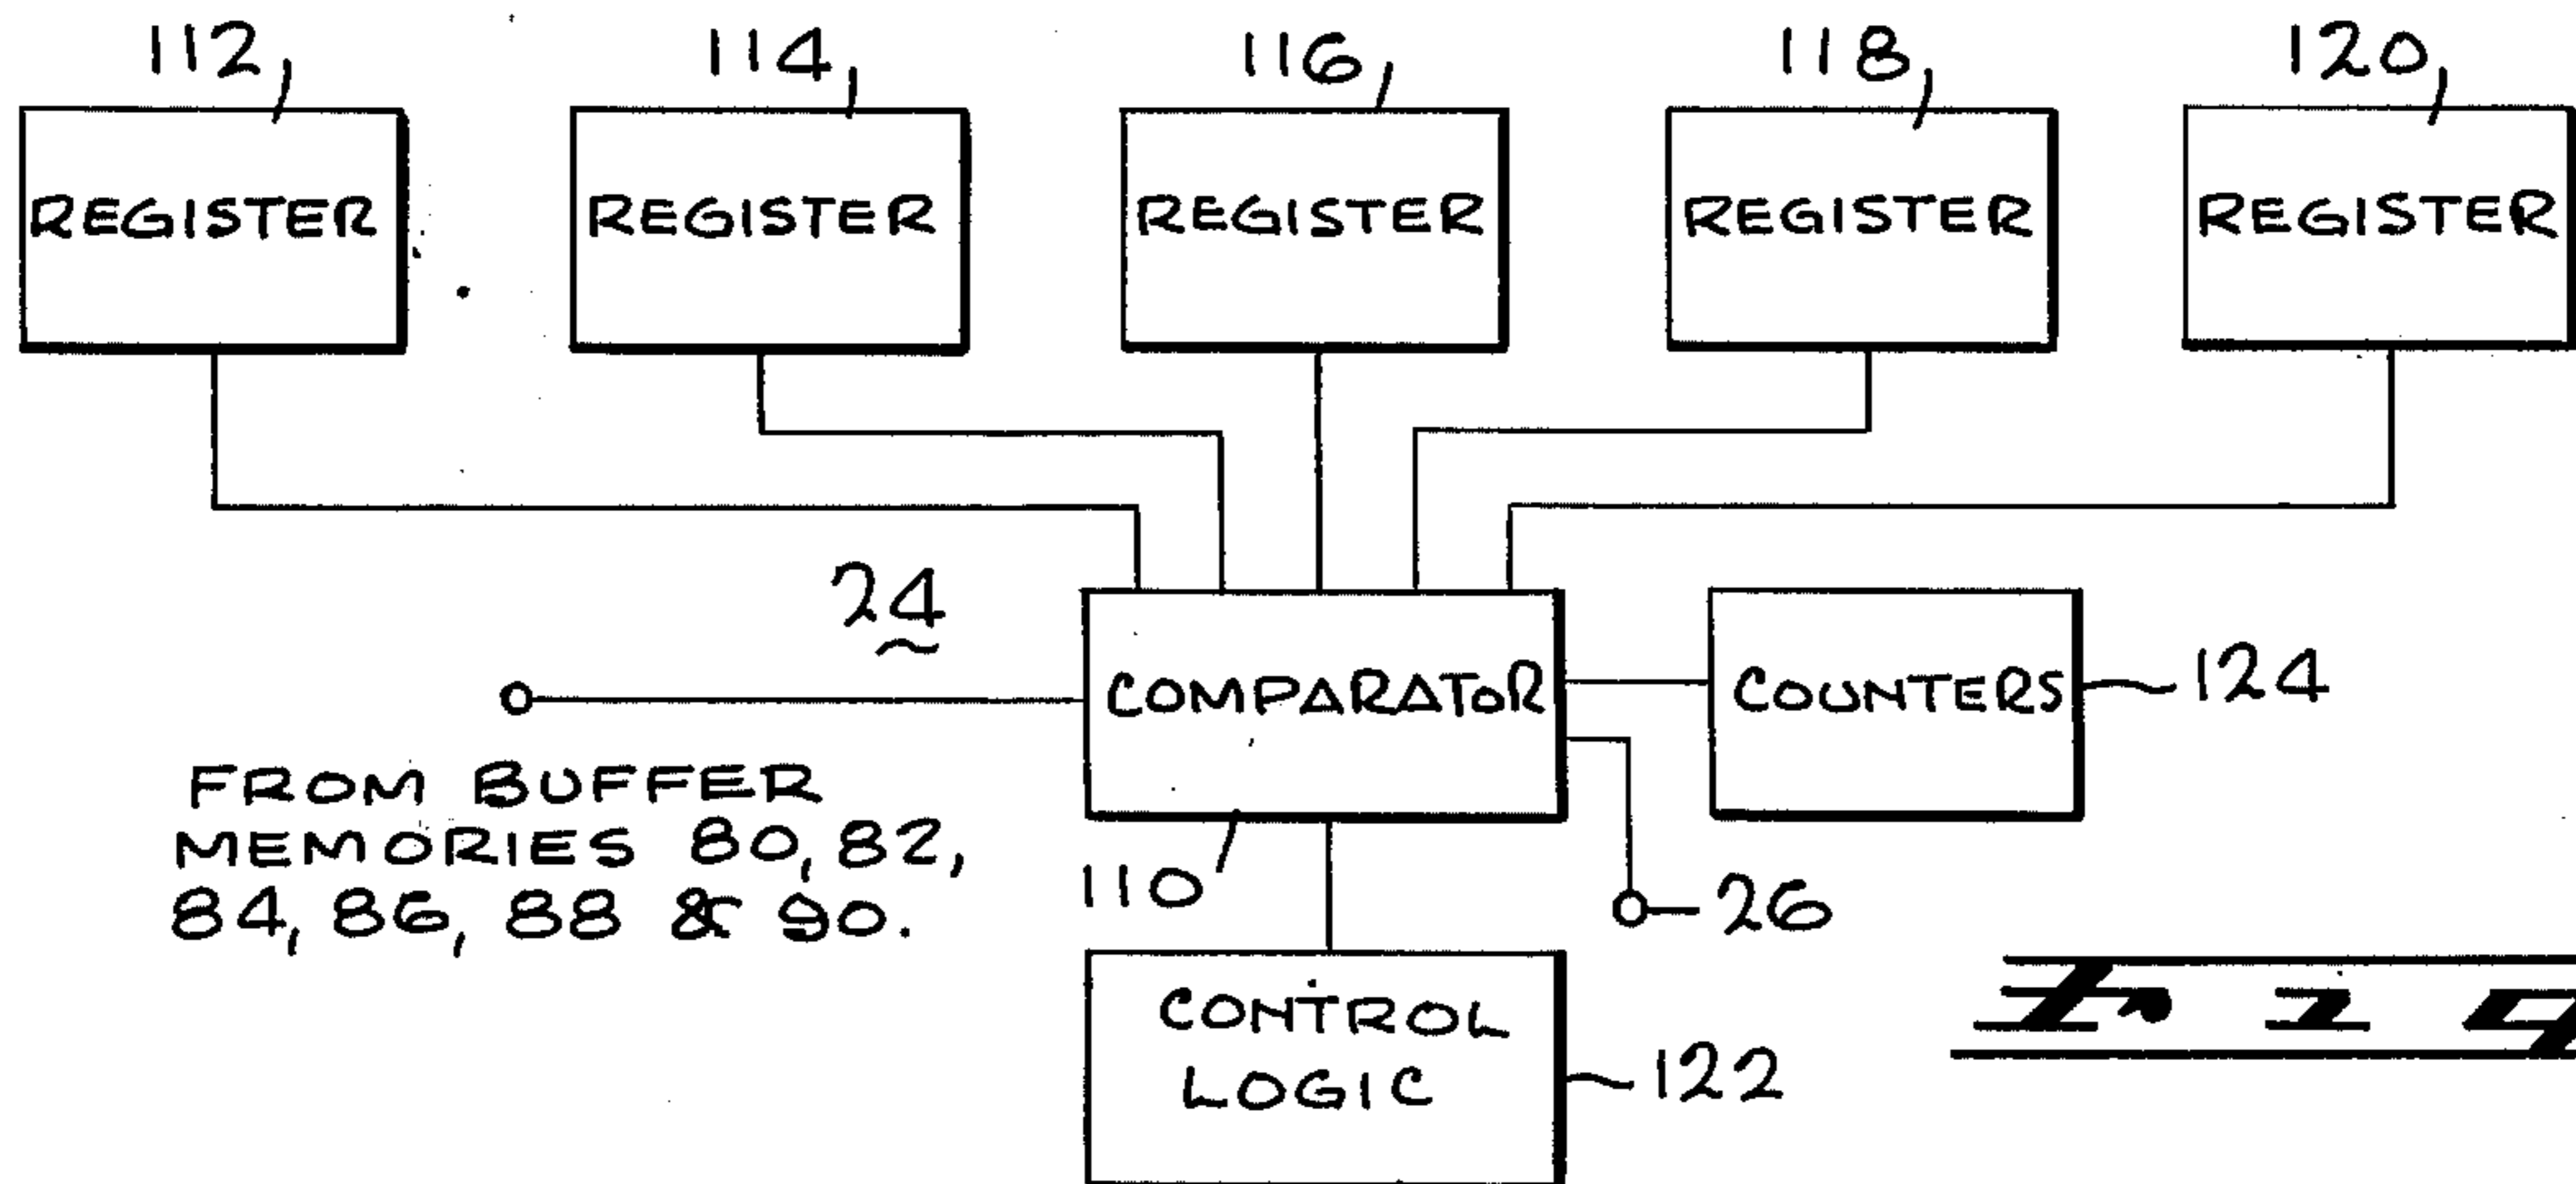 112
114
116
118
120
REGISTER
REGISTER
REGISTER
REGISTER
REGISTER
24
COMPARATOR
COUNTERS
124
FROM BUFFER
MEMORIES 80, 82,
84, 86, 88 & 90.
110
26
CONTROL
LOGIC
122
Fig